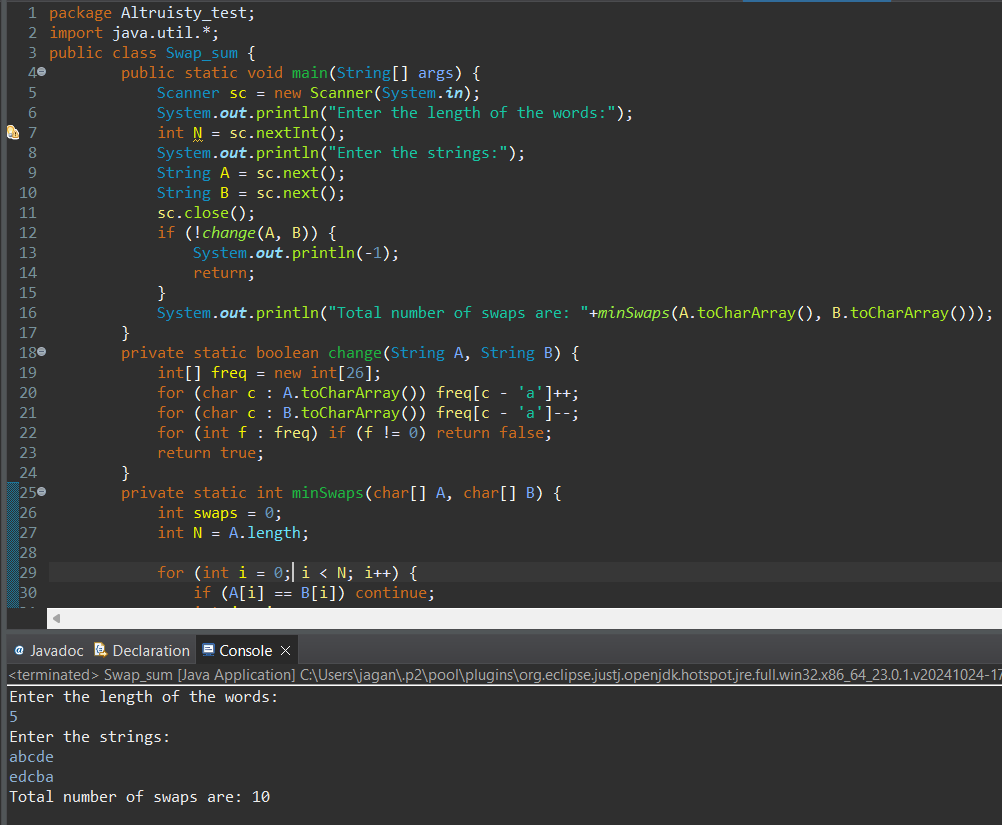 1 package Altruisty_test;
2 import java.util.*;
3 public class Swap_sum {
4 public static void main(String[] args) {
5 Scanner sc = new Scanner(System.in);
6 System.out.println("Enter the length of the words:");
7 int N = sc.nextInt();
8 System.out.println("Enter the strings:");
9 String A = sc.next();
10 String B = sc.next();
11 sc.close();
12 if (!change(A, B)) {
13 System.out.println(-1);
14 return;
15 }
16 System.out.println("Total number of swaps are: "+minSwaps(A.toCharArray(), B.toCharArray()));
17 }
18 private static boolean change(String A, String B) {
19 int[] freq = new int[26];
20 for (char c : A.toCharArray()) freq[c - 'a']++;
21 for (char c : B.toCharArray()) freq[c - 'a']--;
22 for (int f : freq) if (f != 0) return false;
23 return true;
24 }
25 private static int minSwaps(char[] A, char[] B) {
26 int swaps = 0;
27 int N = A.length;
28
29 for (int i = 0; i < N; i++) {
30 if (A[i] == B[i]) continue;
@ Javadoc Declaration Console
<terminated> Swap_sum [Java Application] C:\Users\jagan\.p2\pool\plugins\org.eclipse.justj.openjdk.hotspot.jre.full.win32.x86_64_23.0.1.v20241024-17
Enter the length of the words:
5
Enter the strings:
abcde
edcba
Total number of swaps are: 10